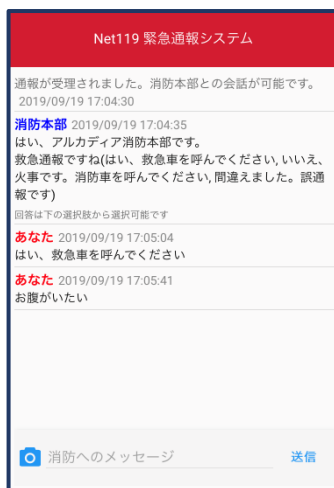 Net119 緊急通報システム
通報が受理されました。消防本部との会話が可能です。
2019/09/19 17:04:30
消防本部 2019/09/19 17:04:35
はい、アルカディア消防本部です。
救急通報ですね(はい、救急車を呼んでください, いいえ、
火事です。消防車を呼んでください, 間違えました。誤通
報です)
回答は下の選択肢から選択可能です
あなた 2019/09/19 17:05:04
はい、救急車を呼んでください
あなた 2019/09/19 17:05:41
お腹がいたい
消防へのメッセージ 送信